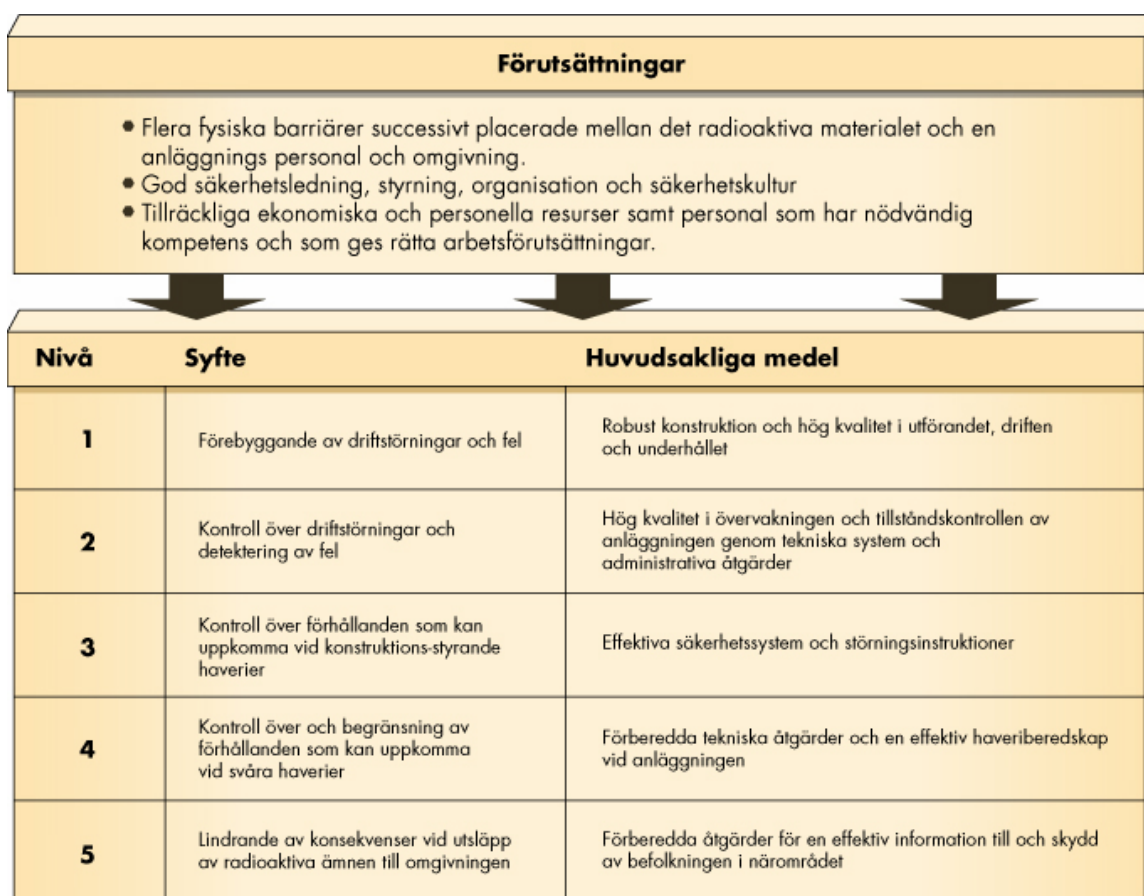 Förutsättningar
● Flera fysiska barriärer successivt placerade mellan det radioaktiva materialet och en
anläggnings personal och omgivning.
● God säkerhetsledning, styrning, organisation och säkerhetskultur
● Tillräckliga ekonomiska och personella resurser samt personal som har nödvändig
kompetens och som ges rätta arbetsförutsättningar.
Nivå Syfte Huvudsakliga medel
1
Förebyggande av driftstörningar och fel
Robust konstruktion och hög kvalitet i utförandet, driften
och underhållet
2
Kontroll över driftstörningar och
detektering av fel
Hög kvalitet i övervakningen och tillståndskontrollen av
anläggningen genom tekniska system och
administrativa åtgärder
3
Kontroll över förhållanden som kan
uppkomma vid konstruktions-styrande
haverier
Effektiva säkerhetssystem och störningsinstruktioner
4
Kontroll över och begränsning av
förhållanden som kan uppkomma
vid svåra haverier
Förberedda tekniska åtgärder och en effektiv haveriberedskap
vid anläggningen
5
Lindrande av konsekvenser vid utsläpp
av radioaktiva ämnen till omgivningen
Förberedda åtgärder för en effektiv information till och skydd
av befolkningen i närområdet